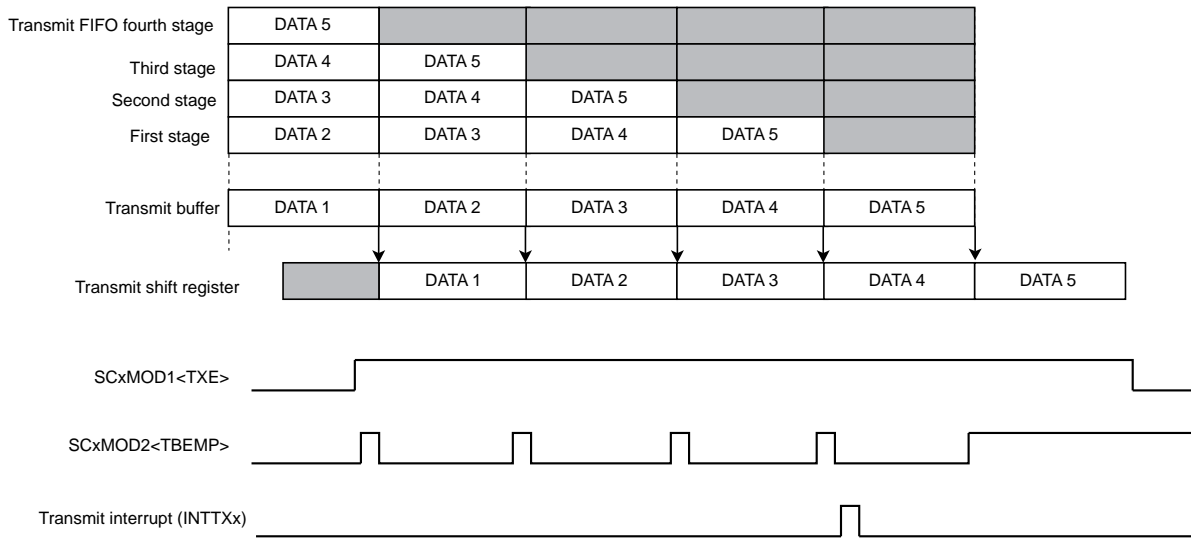 Transmit FIFO fourth stage DATA 5
Third stage DATA 4 DATA 5
Second stage DATA 3 DATA 4 DATA 5
First stage DATA 2 DATA 3 DATA 4 DATA 5
Transmit buffer DATA 1 DATA 2 DATA 3 DATA 4 DATA 5
Transmit shift register DATA 1 DATA 2 DATA 3 DATA 4 DATA 5
SCxMOD1<TXE>
SCxMOD2<TBEMP>
Transmit interrupt (INTTXx)